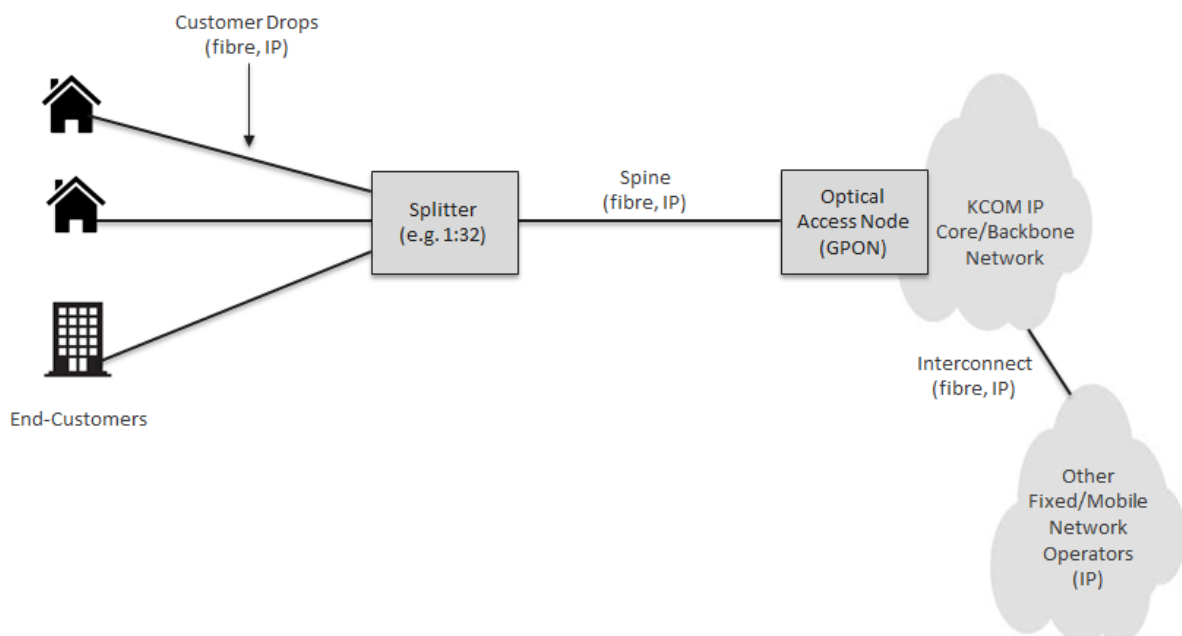 Customer Drops
(fibre, IP)
Splitter
(e.g. 1:32)
Spine
(fibre, IP)
Optical
Access Node
(GPON)
KCOM IP
Core/Backbone
Network
Interconnect
(fibre, IP)
End-Customers
Other
Fixed/Mobile
Network
Operators
(IP)